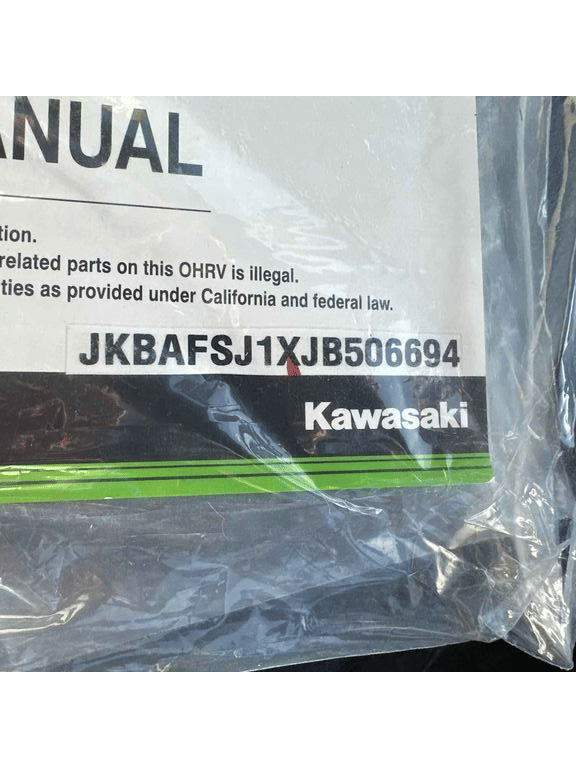 ANUAL
tion.
related parts on this OHRV is illegal.
ties as provided under California and federal law.
JKBAFSJ1XJB506694
Kawasaki